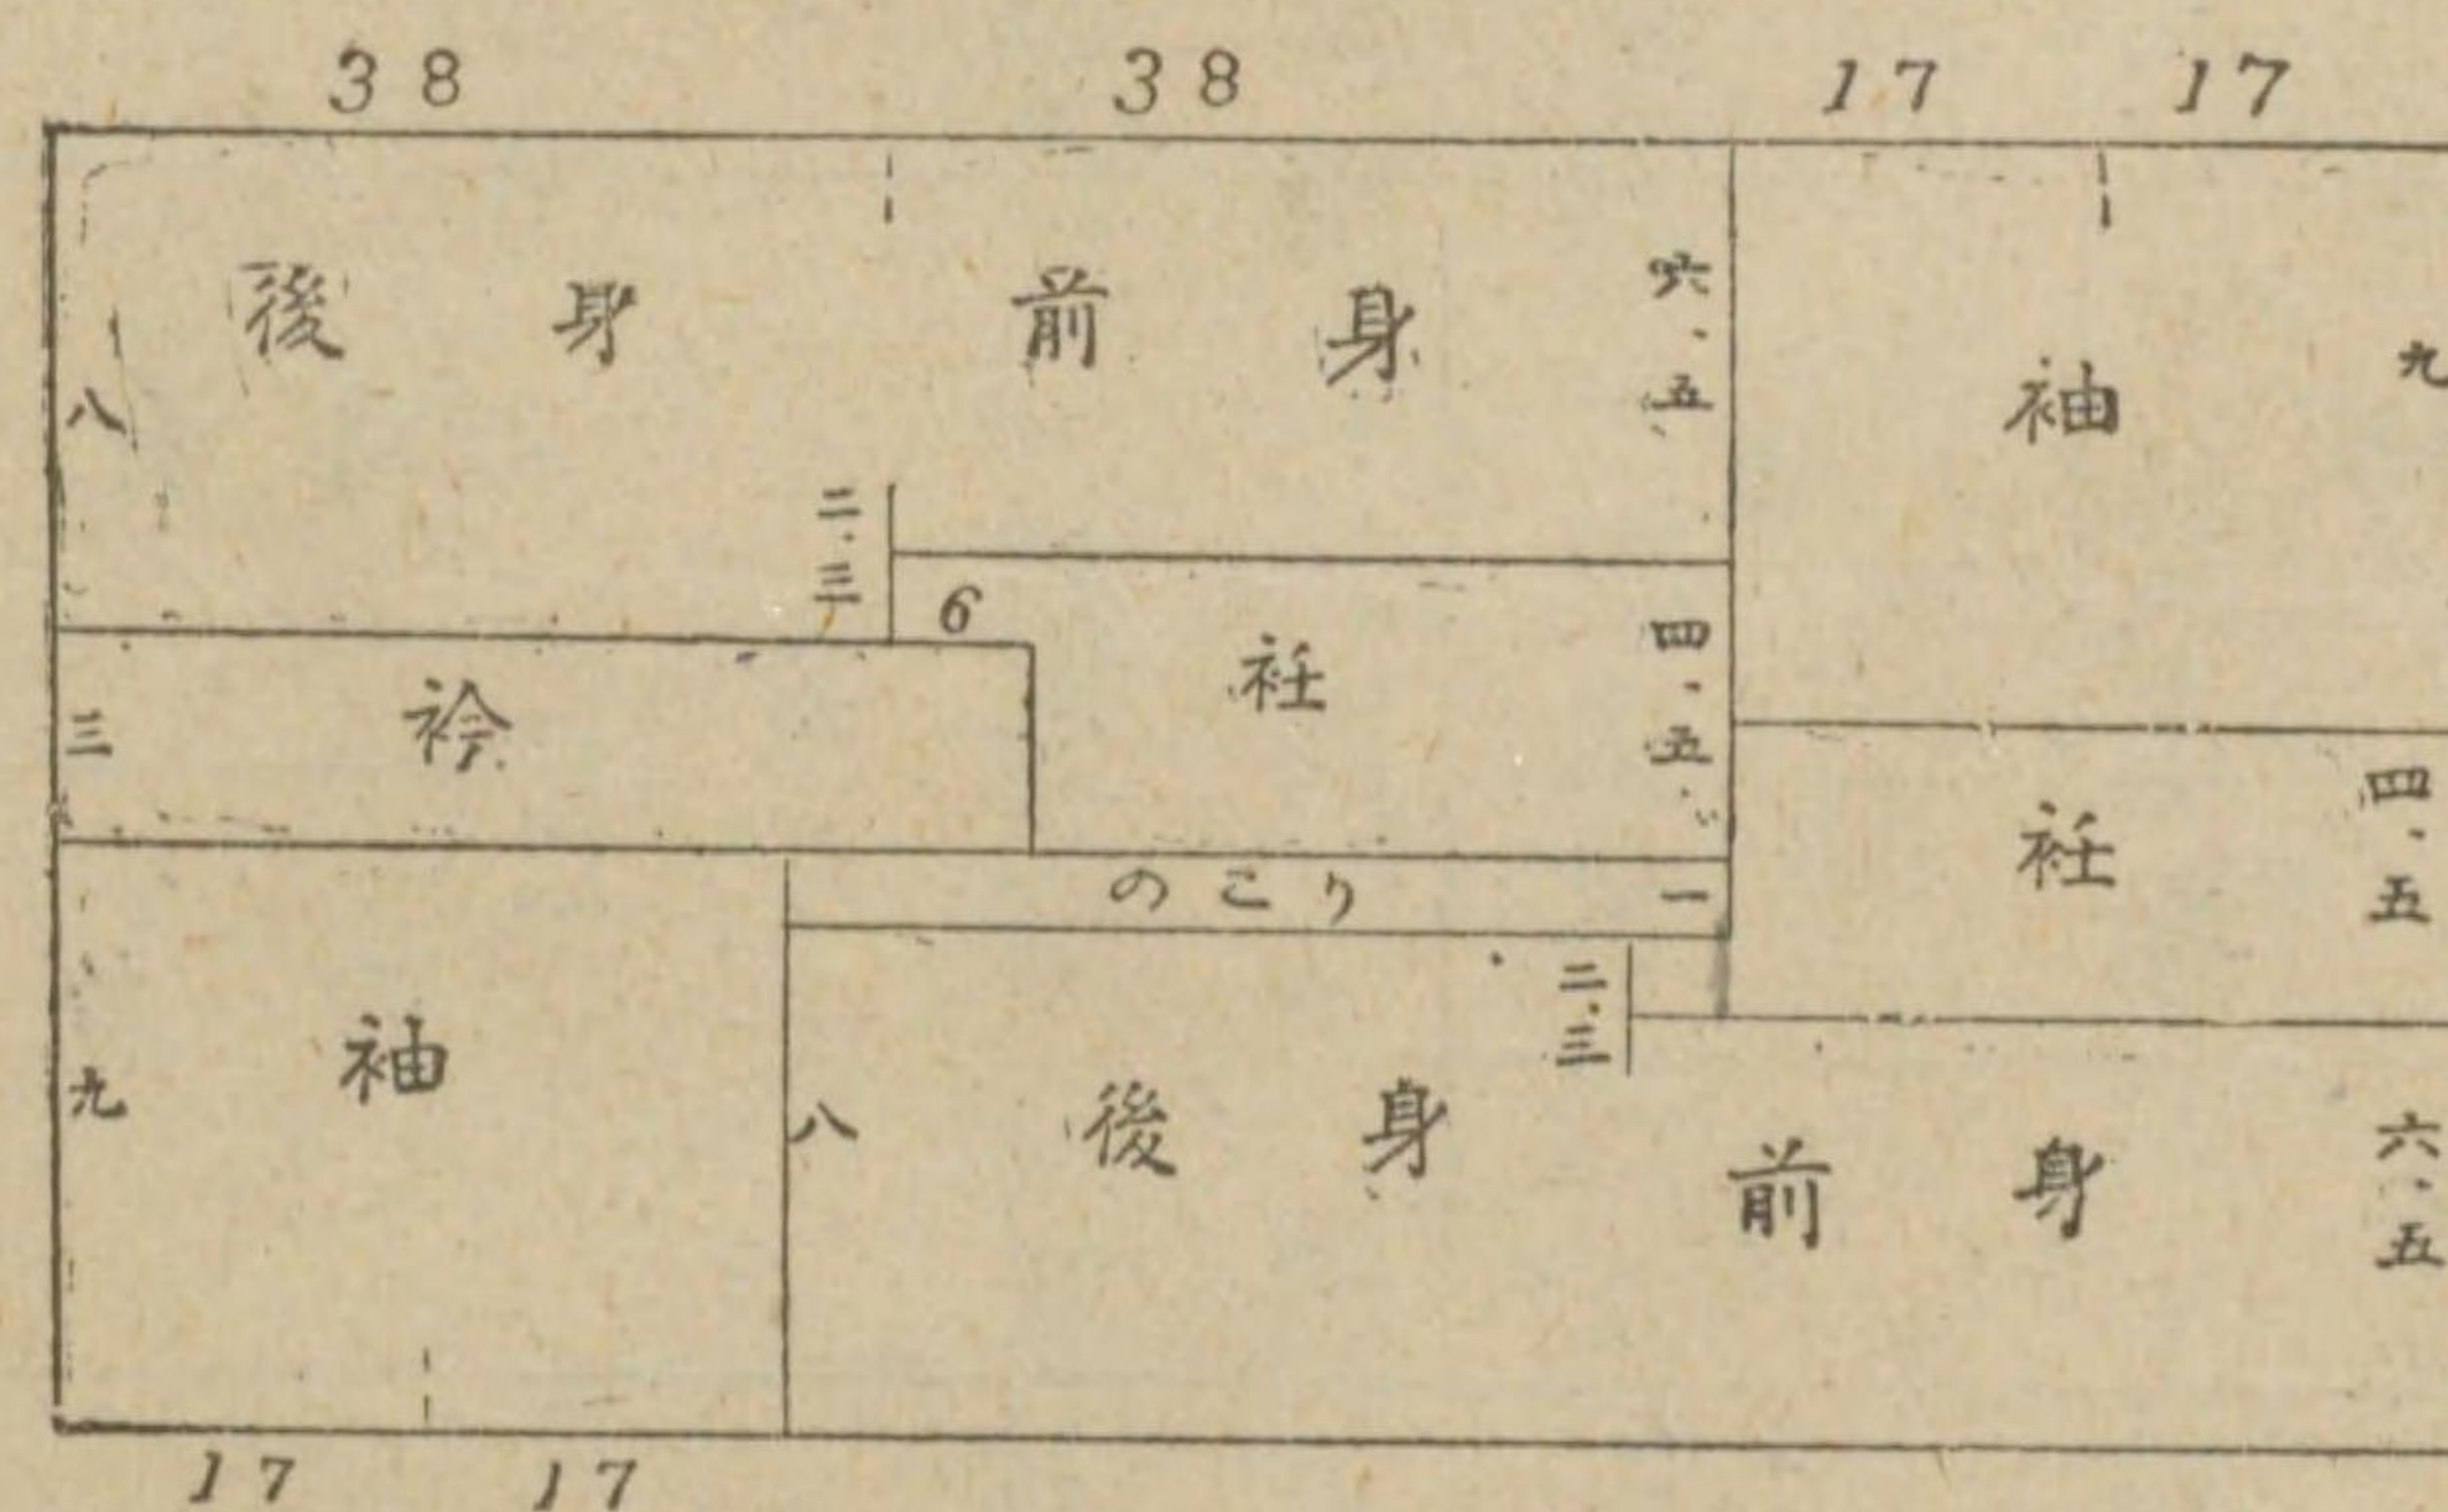 38 38 17 17
後身 前身 六・五
八
袖 九
二・三
6
衽 四・五
衿 三
衽 四・五
のこり 一
二・三
袖 九
八 後身
前身 六・五
17 17